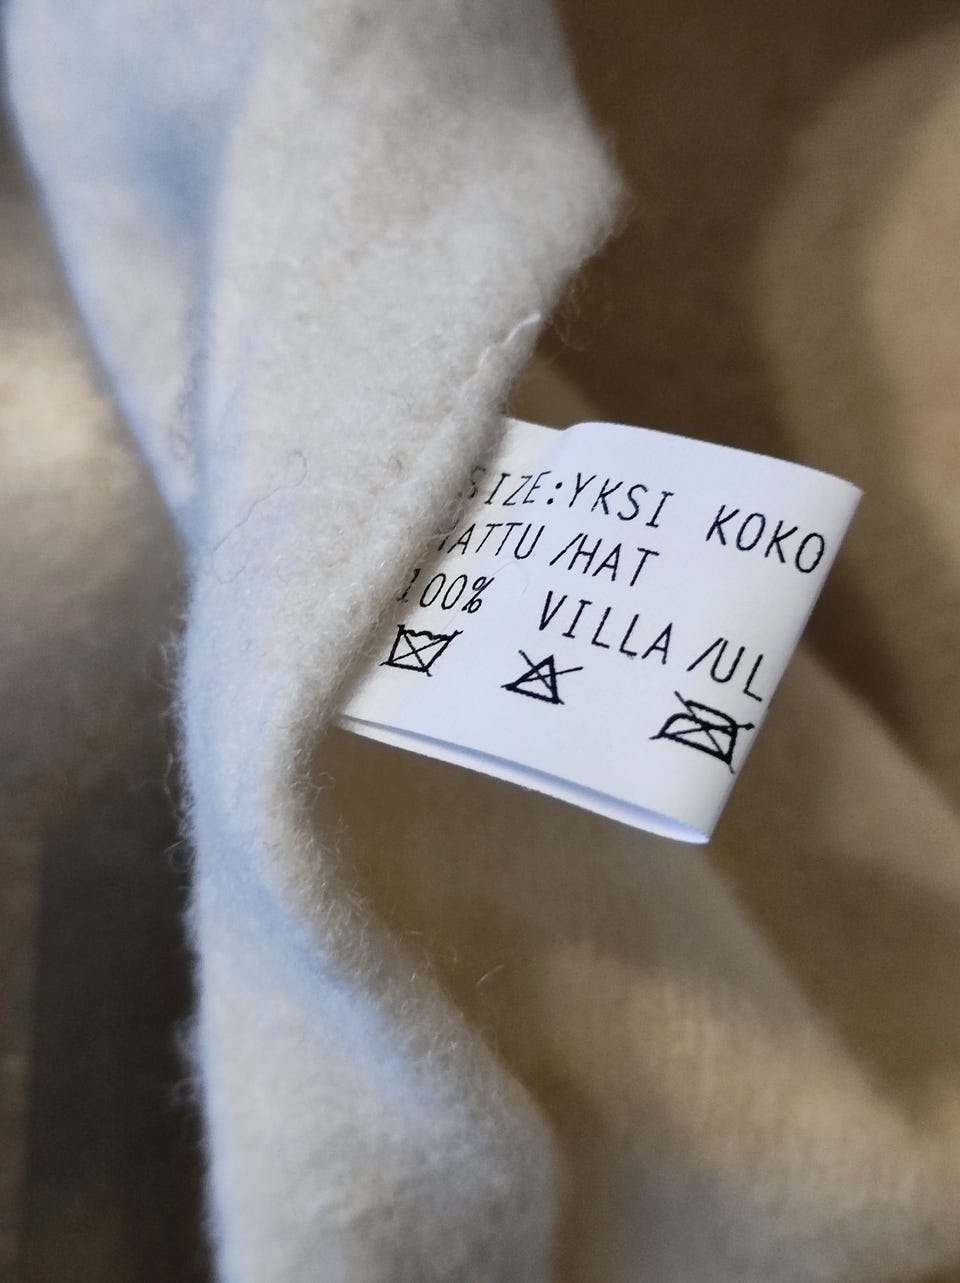 SIZE:YKSI KOKO
HATTU /HAT
100% VILLA /UL